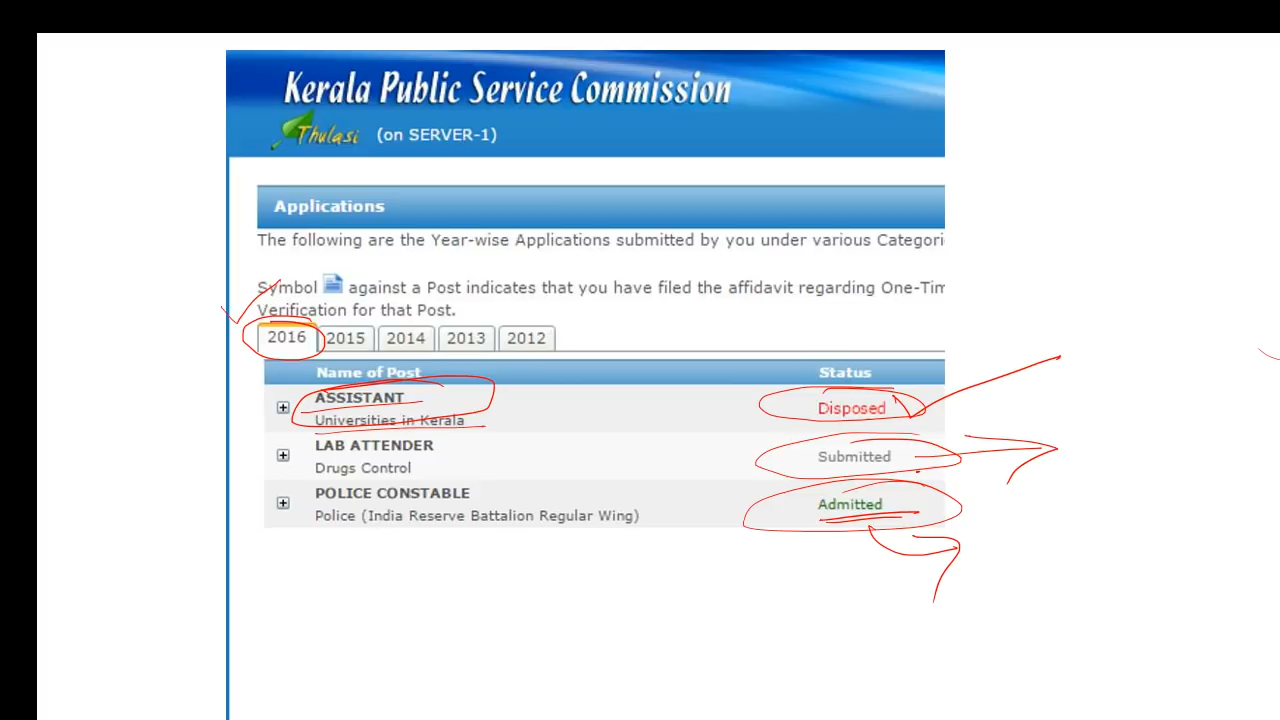 Kerala Public Service Commission
Thulasi (on SERVER-1)
Applications
The following are the Year-wise Applications submitted by you under various Categori
Symbol against a Post indicates that you have filed the affidavit regarding One-Tim
Verification for that Post.
2016 2015 2014 2013 2012
Name of Post Status
ASSISTANT
Universities in Kerala Disposed
LAB ATTENDER
Drugs Control Submitted
POLICE CONSTABLE
Police (India Reserve Battalion Regular Wing) Admitted